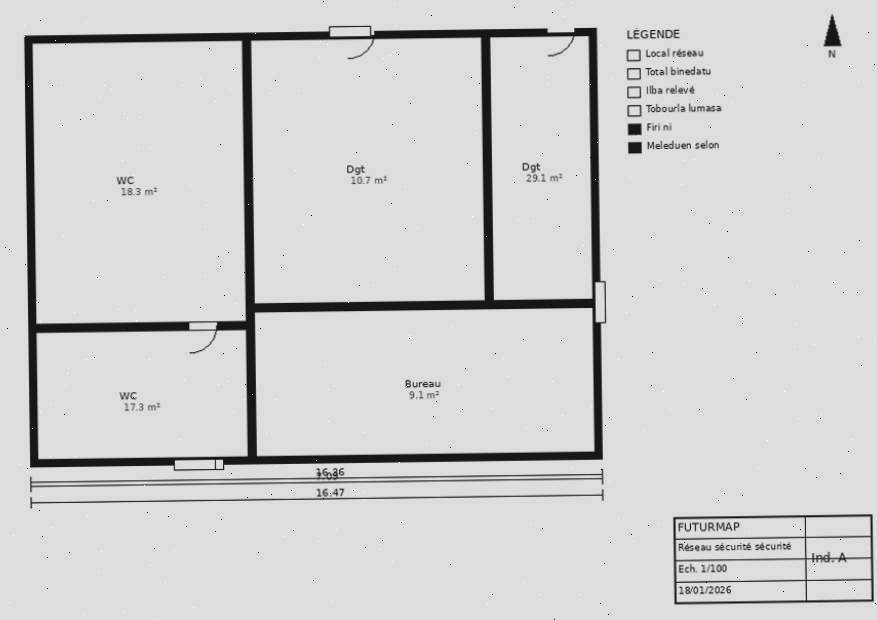 LÉGENDE
Local réseau
Total binedatu
Ilba relevé
Tobourla lumasa
Firi ni
Meleduen selon
N
WC
18.3 m²
Dgt
10.7 m²
Dgt
29.1 m²
WC
17.3 m²
Bureau
9.1 m²
16.36
16.47
FUTURMAP
Réseau sécurité sécurité
Ind. A
Ech. 1/100
18/01/2026